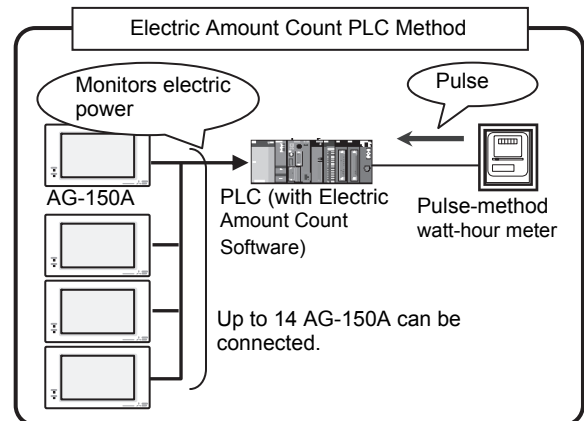 Electric Amount Count PLC Method
Monitors electric
power
Pulse
AG-150A
PLC (with Electric
Amount Count
Software)
Pulse-method
watt-hour meter
Up to 14 AG-150A can be
connected.